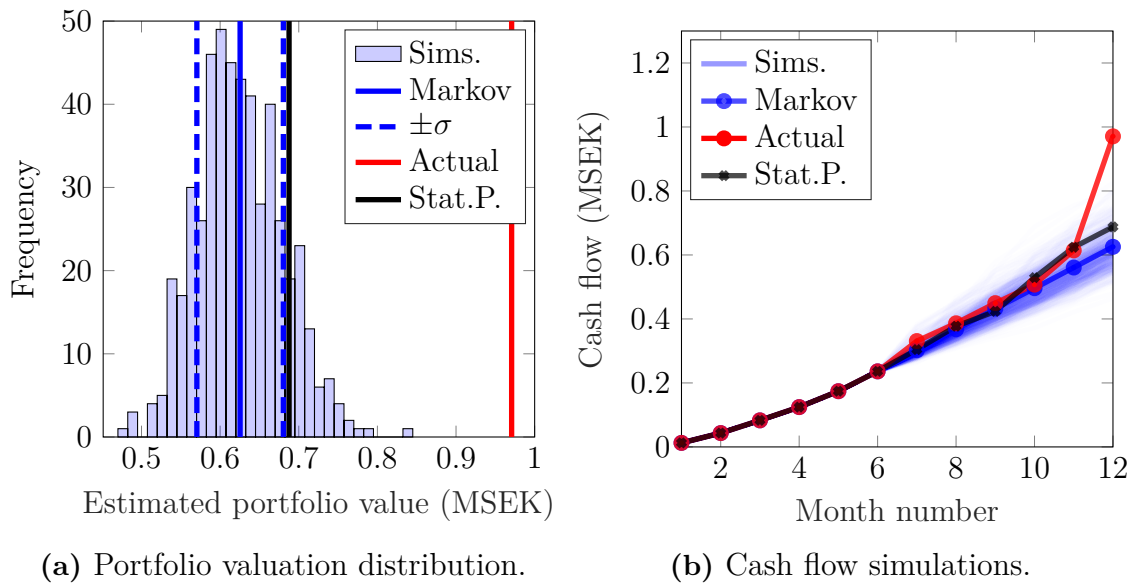 50
40
30
20
10
0
Frequency
0.5 0.6 0.7 0.8 0.9 1
Estimated portfolio value (MSEK)
Sims.
Markov
±σ
Actual
Stat.P.
(a) Portfolio valuation distribution.
1.2
1
0.8
0.6
0.4
0.2
0
Cash flow (MSEK)
2 4 6 8 10 12
Month number
Sims.
Markov
Actual
Stat.P.
(b) Cash flow simulations.